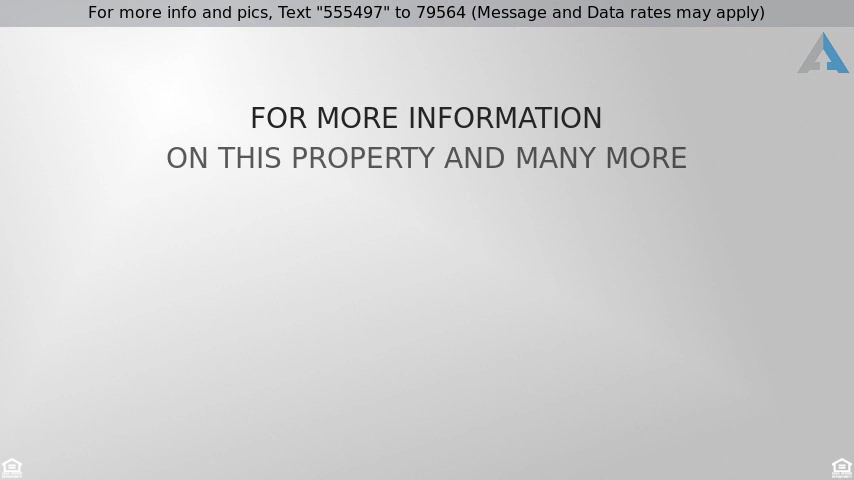 For more info and pics, Text "555497" to 79564 (Message and Data rates may apply)
FOR MORE INFORMATION
ON THIS PROPERTY AND MANY MORE